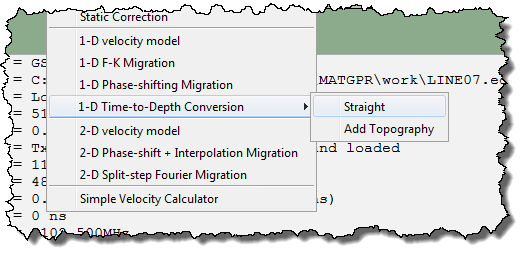 Static Correction
1-D velocity model
= GS
1-D F-K Migration
= C:
1-D Phase-shifting Migration
MATGPR\work\LINE07.ed
= Lo
1-D Time-to-Depth Conversion
Straight
= 51
= 0.
2-D velocity model
Add Topography
= Tx
2-D Phase-shift + Interpolation Migration
nd loaded
= 11
= 48
2-D Split-step Fourier Migration
= 0.
Simple Velocity Calculator
s)
= 0 ns
500MHz